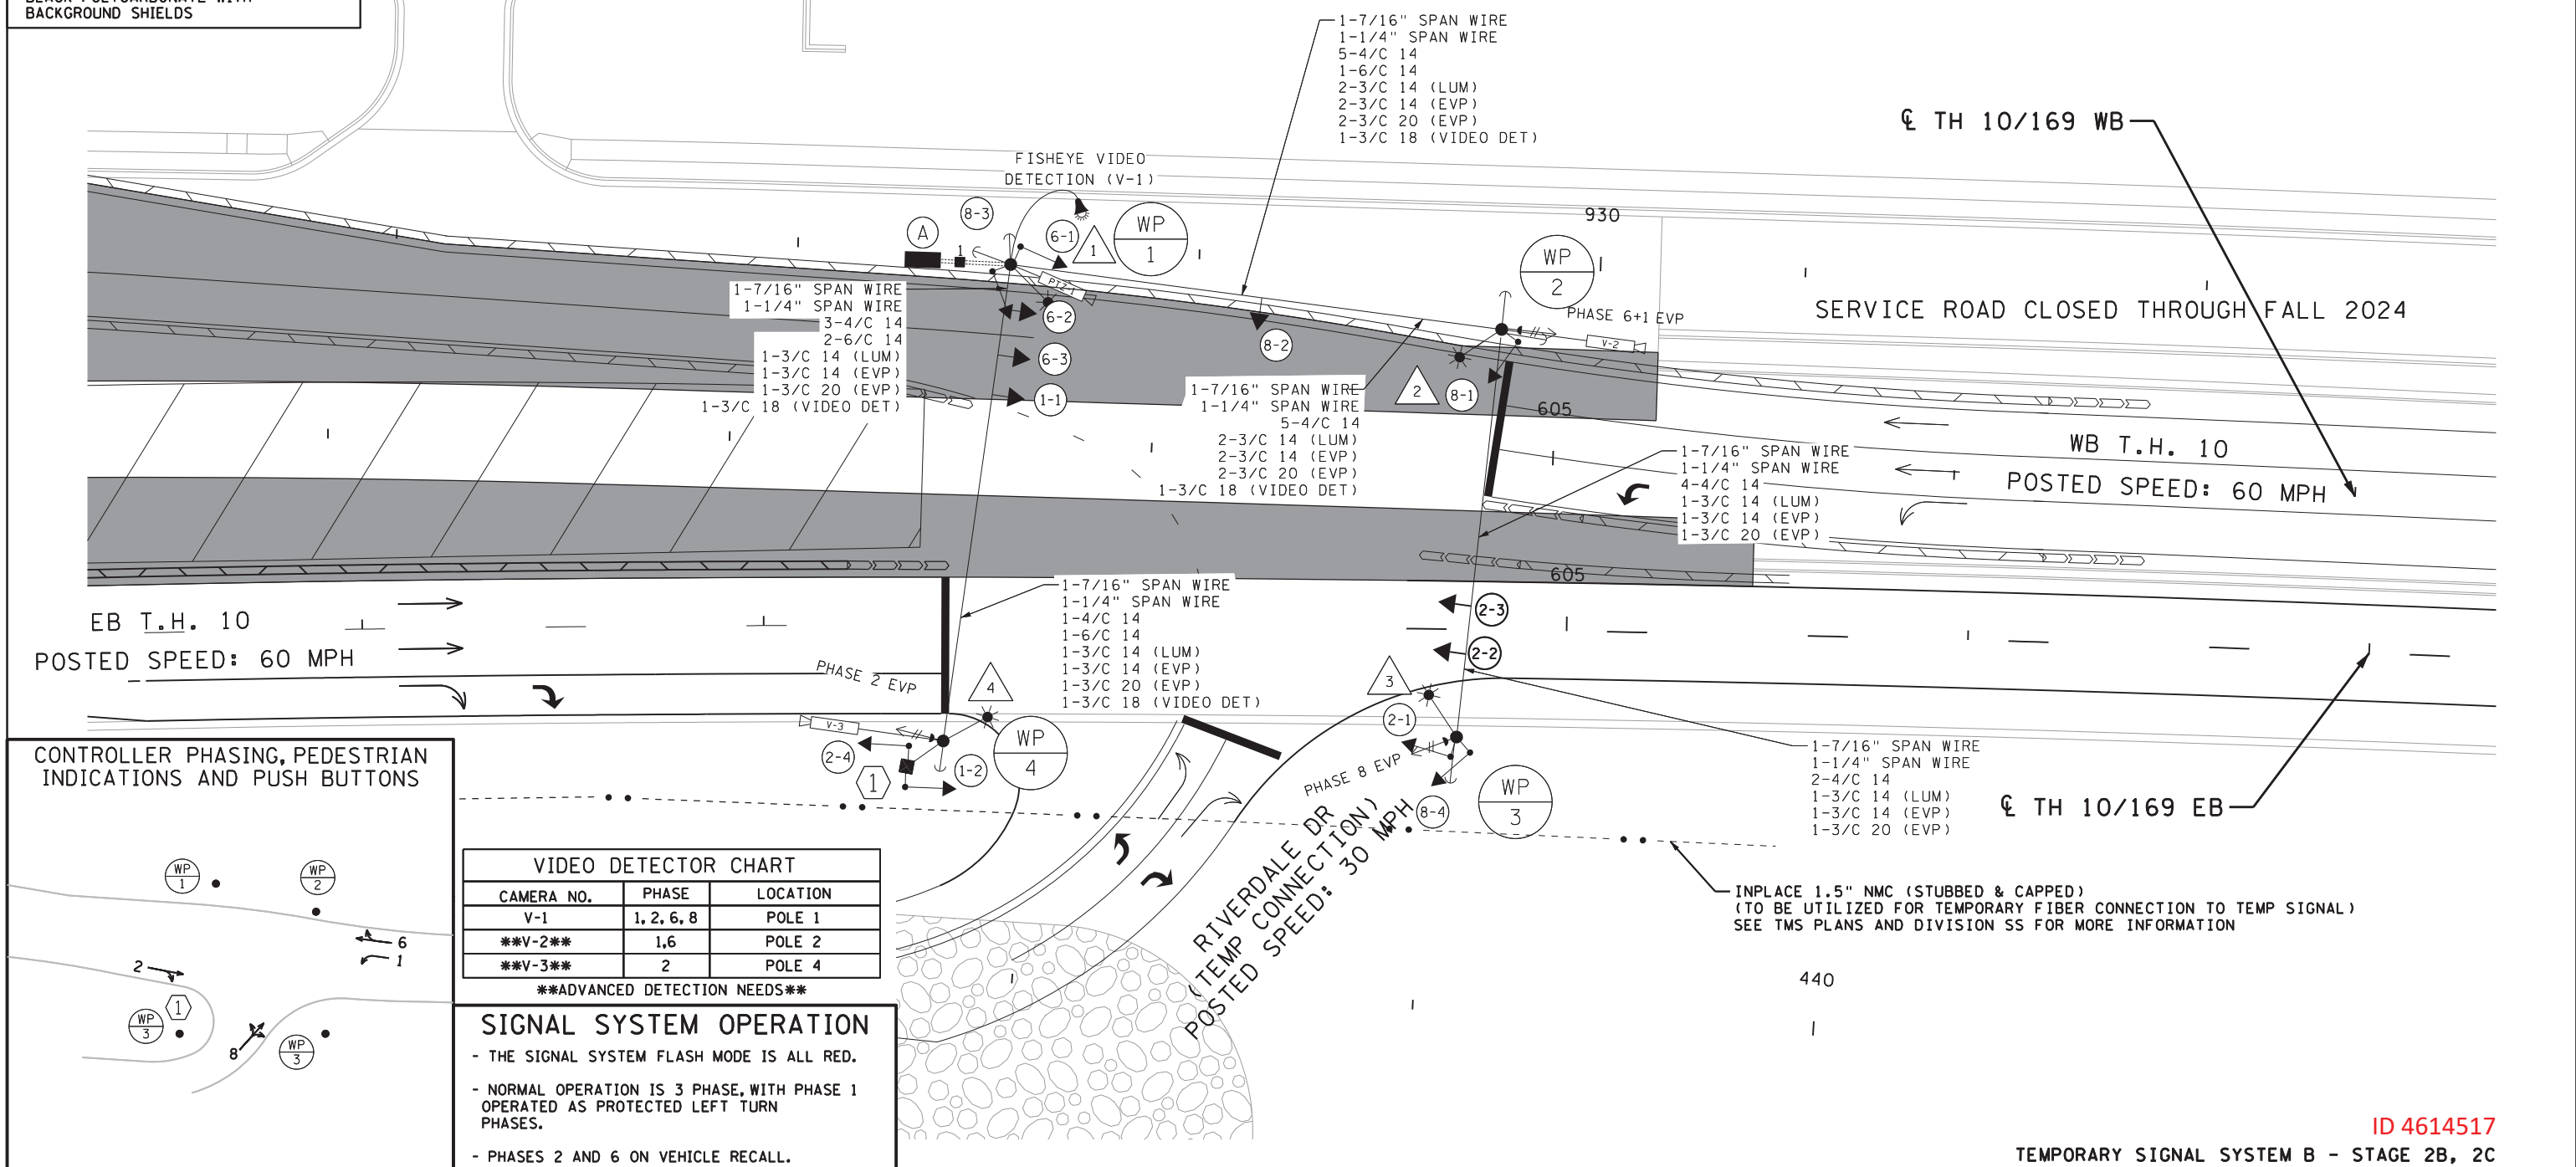 BACKGROUND SHIELDS
1-7/16" SPAN WIRE
1-1/4" SPAN WIRE
5-4/C 14
1-6/C 14
2-3/C 14 (LUM)
2-3/C 14 (EVP)
2-3/C 20 (EVP)
1-3/C 18 (VIDEO DET)
℄ TH 10/169 WB
FISHEYE VIDEO
DETECTION (V-1)
8-3
A
1
6-1
1
WP
1
PTZ-1
930
WP
2
PHASE 6+1 EVP
V-2
SERVICE ROAD CLOSED THROUGH FALL 2024
1-7/16" SPAN WIRE
1-1/4" SPAN WIRE
3-4/C 14
2-6/C 14
1-3/C 14 (LUM)
1-3/C 14 (EVP)
1-3/C 20 (EVP)
1-3/C 18 (VIDEO DET)
6-2
6-3
1-1
8-2
1-7/16" SPAN WIRE
1-1/4" SPAN WIRE
5-4/C 14
2-3/C 14 (LUM)
2-3/C 14 (EVP)
2-3/C 20 (EVP)
1-3/C 18 (VIDEO DET)
2
8-1
605
1-7/16" SPAN WIRE
1-1/4" SPAN WIRE
4-4/C 14
1-3/C 14 (LUM)
1-3/C 14 (EVP)
1-3/C 20 (EVP)
WB T.H. 10
POSTED SPEED: 60 MPH
605
EB T.H. 10
POSTED SPEED: 60 MPH
1-7/16" SPAN WIRE
1-1/4" SPAN WIRE
1-4/C 14
1-6/C 14
1-3/C 14 (LUM)
1-3/C 14 (EVP)
1-3/C 20 (EVP)
1-3/C 18 (VIDEO DET)
2-3
2-2
PHASE 2 EVP
V-3
4
WP
4
2-4
1
1-2
3
2-1
PHASE 8 EVP
8-4
WP
3
1-7/16" SPAN WIRE
1-1/4" SPAN WIRE
2-4/C 14
1-3/C 14 (LUM)
1-3/C 14 (EVP)
1-3/C 20 (EVP)
℄ TH 10/169 EB
RIVERDALE DR
(TEMP CONNECTION)
POSTED SPEED: 30 MPH
INPLACE 1.5" NMC (STUBBED & CAPPED)
(TO BE UTILIZED FOR TEMPORARY FIBER CONNECTION TO TEMP SIGNAL)
SEE TMS PLANS AND DIVISION SS FOR MORE INFORMATION
440
CONTROLLER PHASING, PEDESTRIAN
INDICATIONS AND PUSH BUTTONS
WP
1
WP
2
6
1
2
1
WP
3
8
WP
3
VIDEO DETECTOR CHART
CAMERA NO. PHASE LOCATION
V-1 1, 2, 6, 8 POLE 1
**V-2** 1,6 POLE 2
**V-3** 2 POLE 4
**ADVANCED DETECTION NEEDS**
SIGNAL SYSTEM OPERATION
- THE SIGNAL SYSTEM FLASH MODE IS ALL RED.
- NORMAL OPERATION IS 3 PHASE, WITH PHASE 1
OPERATED AS PROTECTED LEFT TURN
PHASES.
- PHASES 2 AND 6 ON VEHICLE RECALL.
ID 4614517
TEMPORARY SIGNAL SYSTEM B - STAGE 2B, 2C